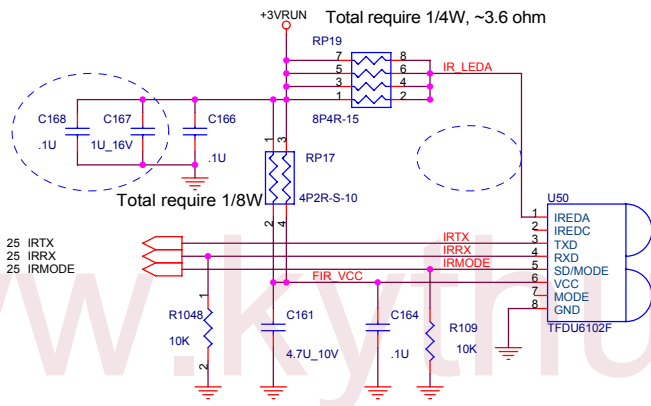 +3VRUN
Total require 1/4W, ~3.6 ohm
RP19
7 8
5 6
3 4
1 2
IR_LEDA
8P4R-15
C168
C167
C166
.1U
1U_16V
.1U
1
3
RP17
4P2R-S-10
Total require 1/8W
2
4
U50
1 IREDA
2 IREDC
3 TXD
4 RXD
5 SD/MODE
6 VCC
7 MODE
8 GND
TFDU6102F
25 IRTX
25 IRRX
25 IRMODE
IRTX
IRRX
IRMODE
FIR_VCC
1
R1048
10K
2
C161
4.7U_10V
C164
.1U
R109
10K
w.kythu